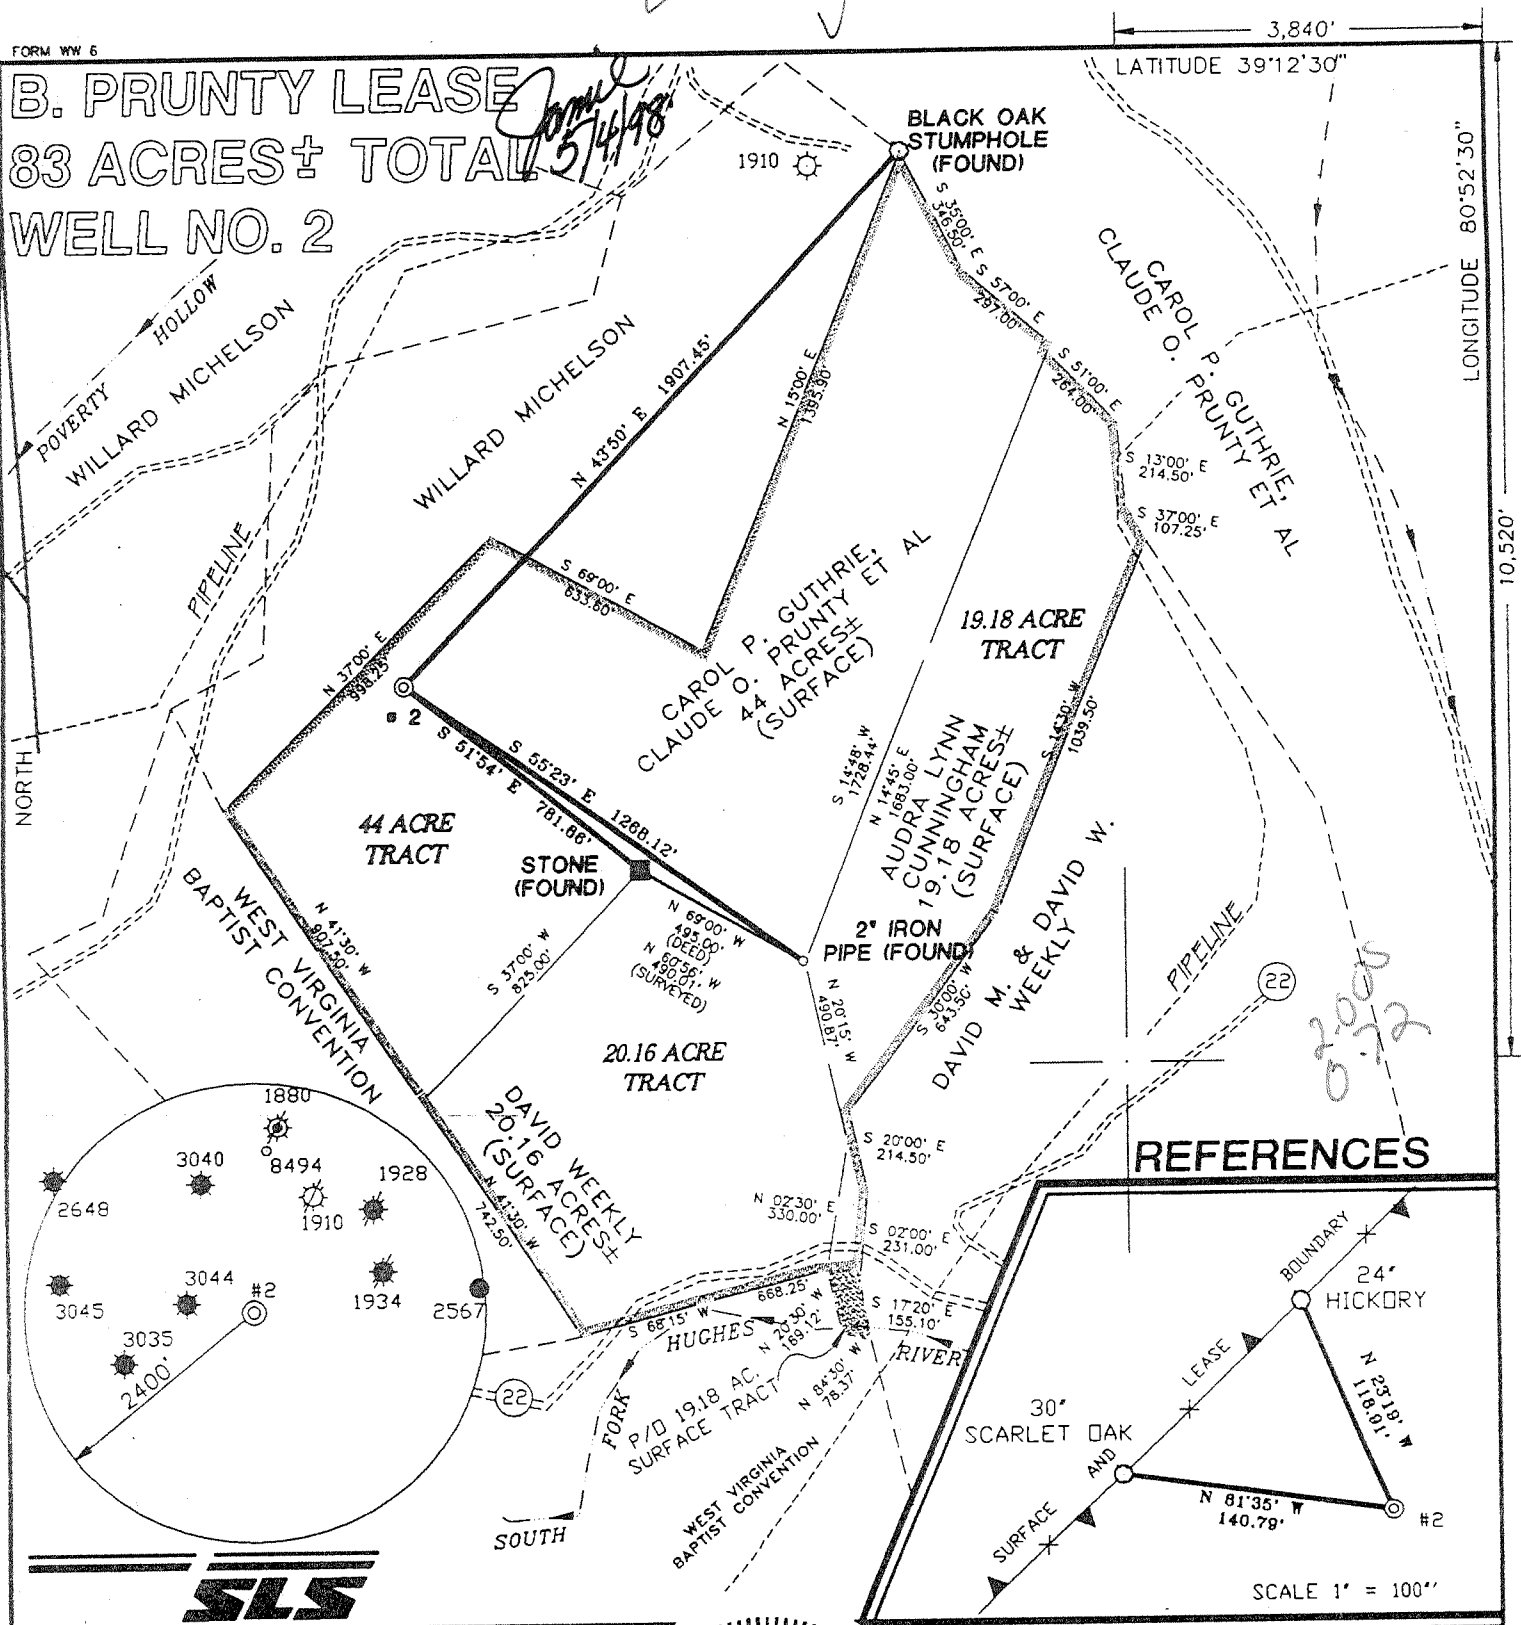 3,840'
FORM WW 6
LATITUDE 39°12'30"
B. PRUNTY LEASE
83 ACRES± TOTAL
WELL NO. 2
5/4/98
LONGITUDE 80°52'30"
10,520'
BLACK OAK
STUMPHOLE
(FOUND)
1910
S 35°00' E
346.50'
S 57°00' E
297.00'
S 51°00' E
264.00'
S 13°00' E
214.50'
S 37°00' E
107.25'
CAROL P. GUTHRIE,
CLAUDE O. PRUNTY ET AL
POVERTY HOLLOW
WILLARD MICHELSON
WILLARD MICHELSON
PIPELINE
NORTH
N 43°50' E 1907.45'
N 15°00' E
1395.90'
S 69°00' E
633.60'
N 37°00' E
998.25'
2
S 51°54' E 781.86'
S 55°23' E 1268.12'
CAROL P. GUTHRIE,
CLAUDE O. PRUNTY ET AL
44 ACRES±
(SURFACE)
19.18 ACRE
TRACT
S 14°48' W
1728.44'
N 14°45' E
1683.00'
AUDRA LYNN
CUNNINGHAM
19.18 ACRES±
(SURFACE)
S 14°30' W
1039.50'
44 ACRE
TRACT
STONE
(FOUND)
2" IRON
PIPE (FOUND)
N 69°00' W
495.00'
(DEED)
N 60°56' W
490.01'
(SURVEYED)
S 37°00' W
825.00'
N 41°30' W
907.50'
WEST VIRGINIA
BAPTIST CONVENTION
N 20°15' W
490.87'
S 30°00' W
643.50'
DAVID M. & DAVID W.
WEEKLY
PIPELINE
22
20.16 ACRE
TRACT
DAVID WEEKLY
20.16 ACRES±
(SURFACE)
N 41°30' W
742.50'
S 20°00' E
214.50'
N 02°30' E
330.00'
S 02°00' E
231.00'
S 68°15' W 668.25'
N 20°30' W
169.12'
S 17°20' E
155.10'
N 84°30' W
78.37'
SOUTH FORK HUGHES RIVER
P/O 19.18 AC.
SURFACE TRACT
WEST VIRGINIA
BAPTIST CONVENTION
22
1880
8494
3040
1928
2648
1910
3044
#2
3045
1934
2567
3035
2400'
REFERENCES
SURFACE AND LEASE BOUNDARY
24"
HICKORY
30"
SCARLET OAK
N 23°19' W
118.91'
N 81°35' W
140.79'
#2
SCALE 1" = 100'
SLS